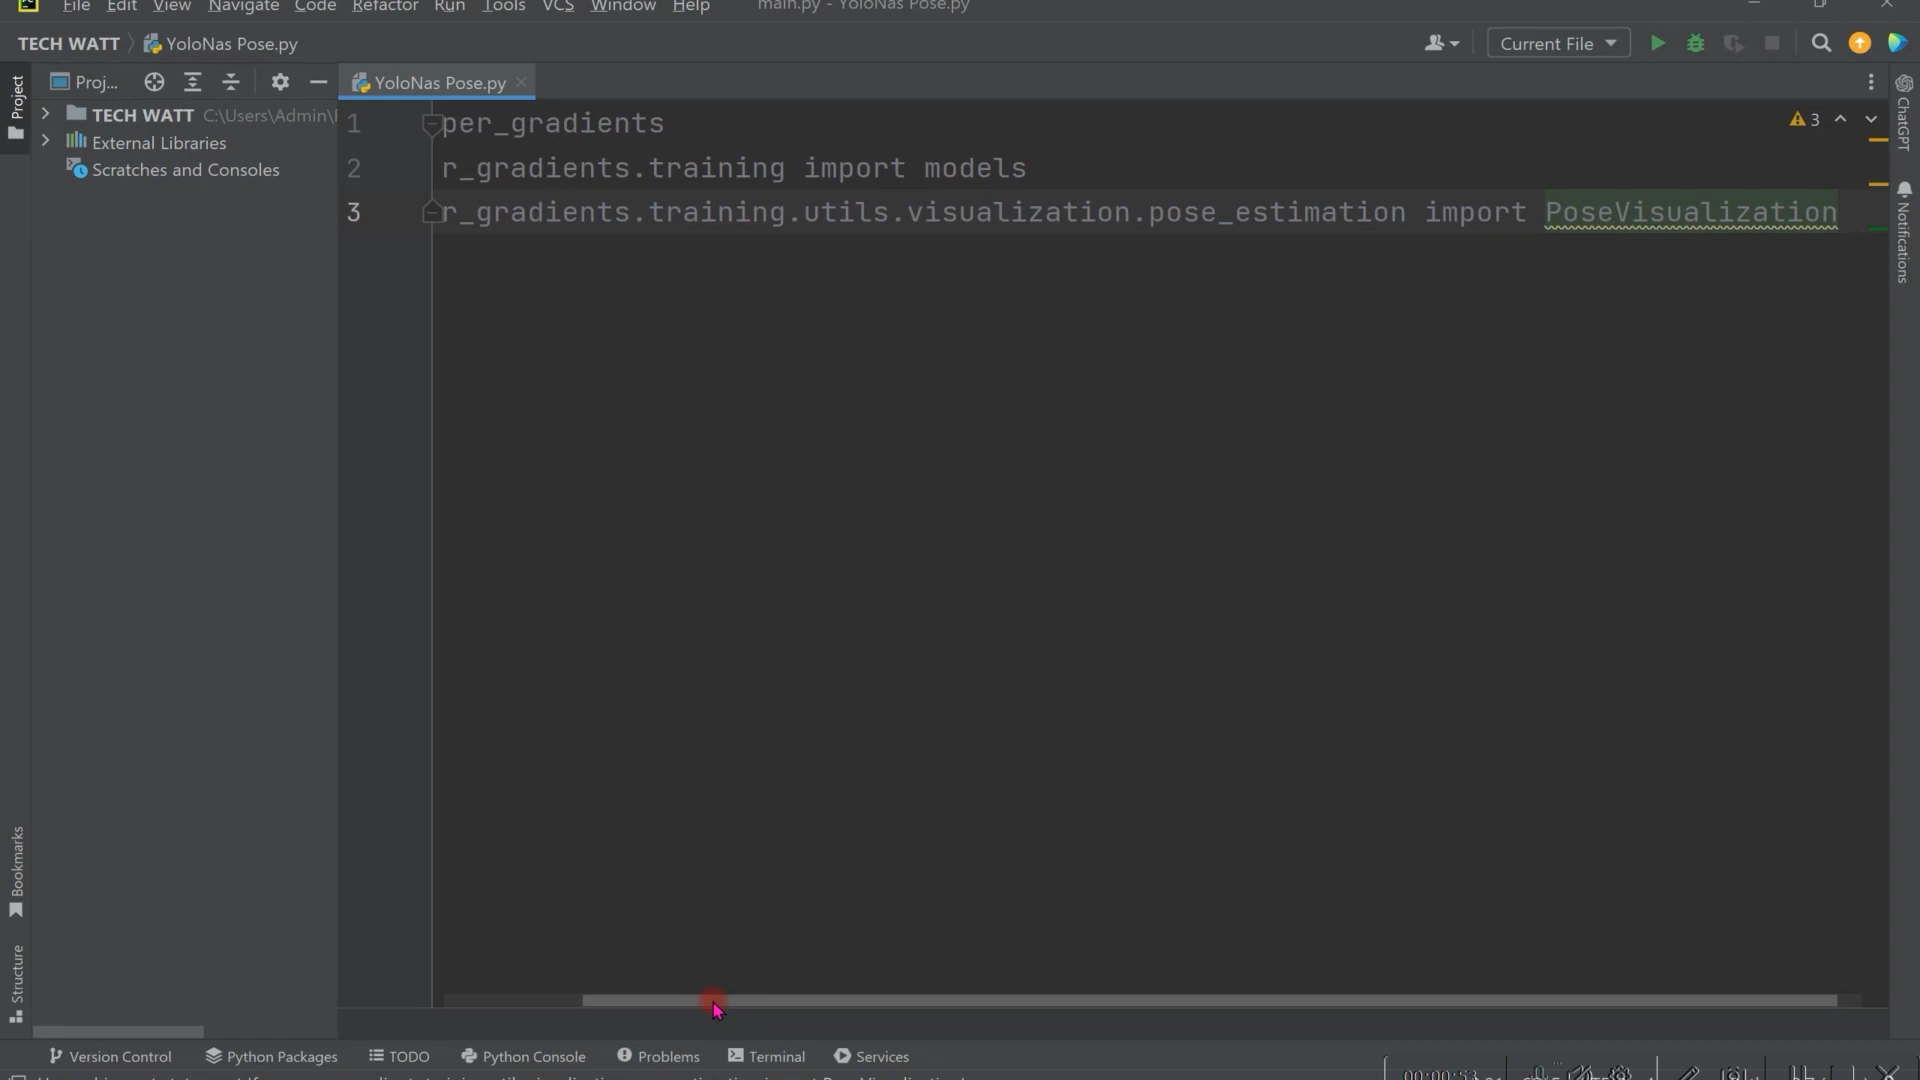 File Edit View Navigate Code Refactor Run Tools VCS Window Help main.py - YoloNas Pose.py
TECH WATT YoloNas Pose.py Current File
Project Proj... YoloNas Pose.py
TECH WATT C:\Users\Admin\
External Libraries
Scratches and Consoles
1 per_gradients 3
2 r_gradients.training import models
3 r_gradients.training.utils.visualization.pose_estimation import PoseVisualization
ChatGPT
Notifications
Bookmarks
Structure
Version Control Python Packages TODO Python Console Problems Terminal Services
00:00:53